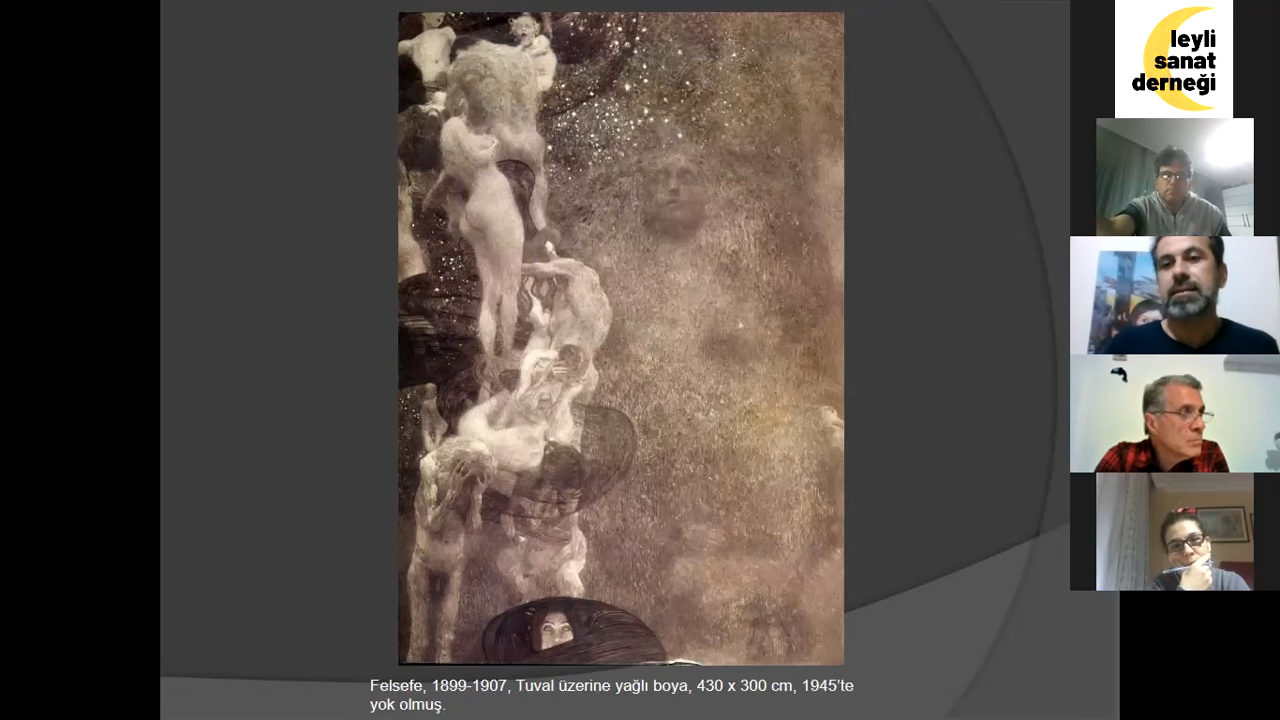 leyli
sanat
derneği
Felsefe, 1899-1907, Tuval üzerine yağlı boya, 430 x 300 cm, 1945'te
yok olmuş.